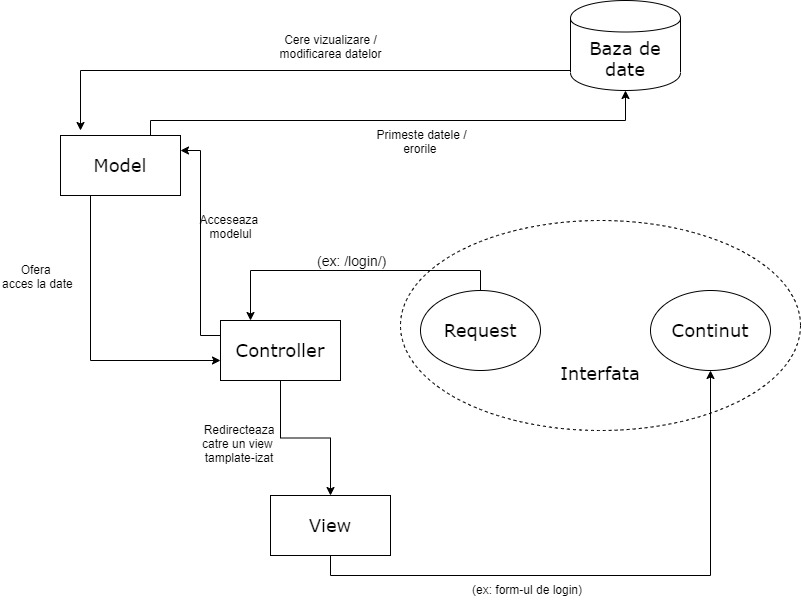 Cere vizualizare /
modificarea datelor
Baza de
date
Primeste datele /
erorile
Model
Acceseaza
modelul
Ofera
acces la date
(ex: /login/)
Request
Continut
Controller
Interfata
Redirecteaza
catre un view
tamplate-izat
View
(ex: form-ul de login)